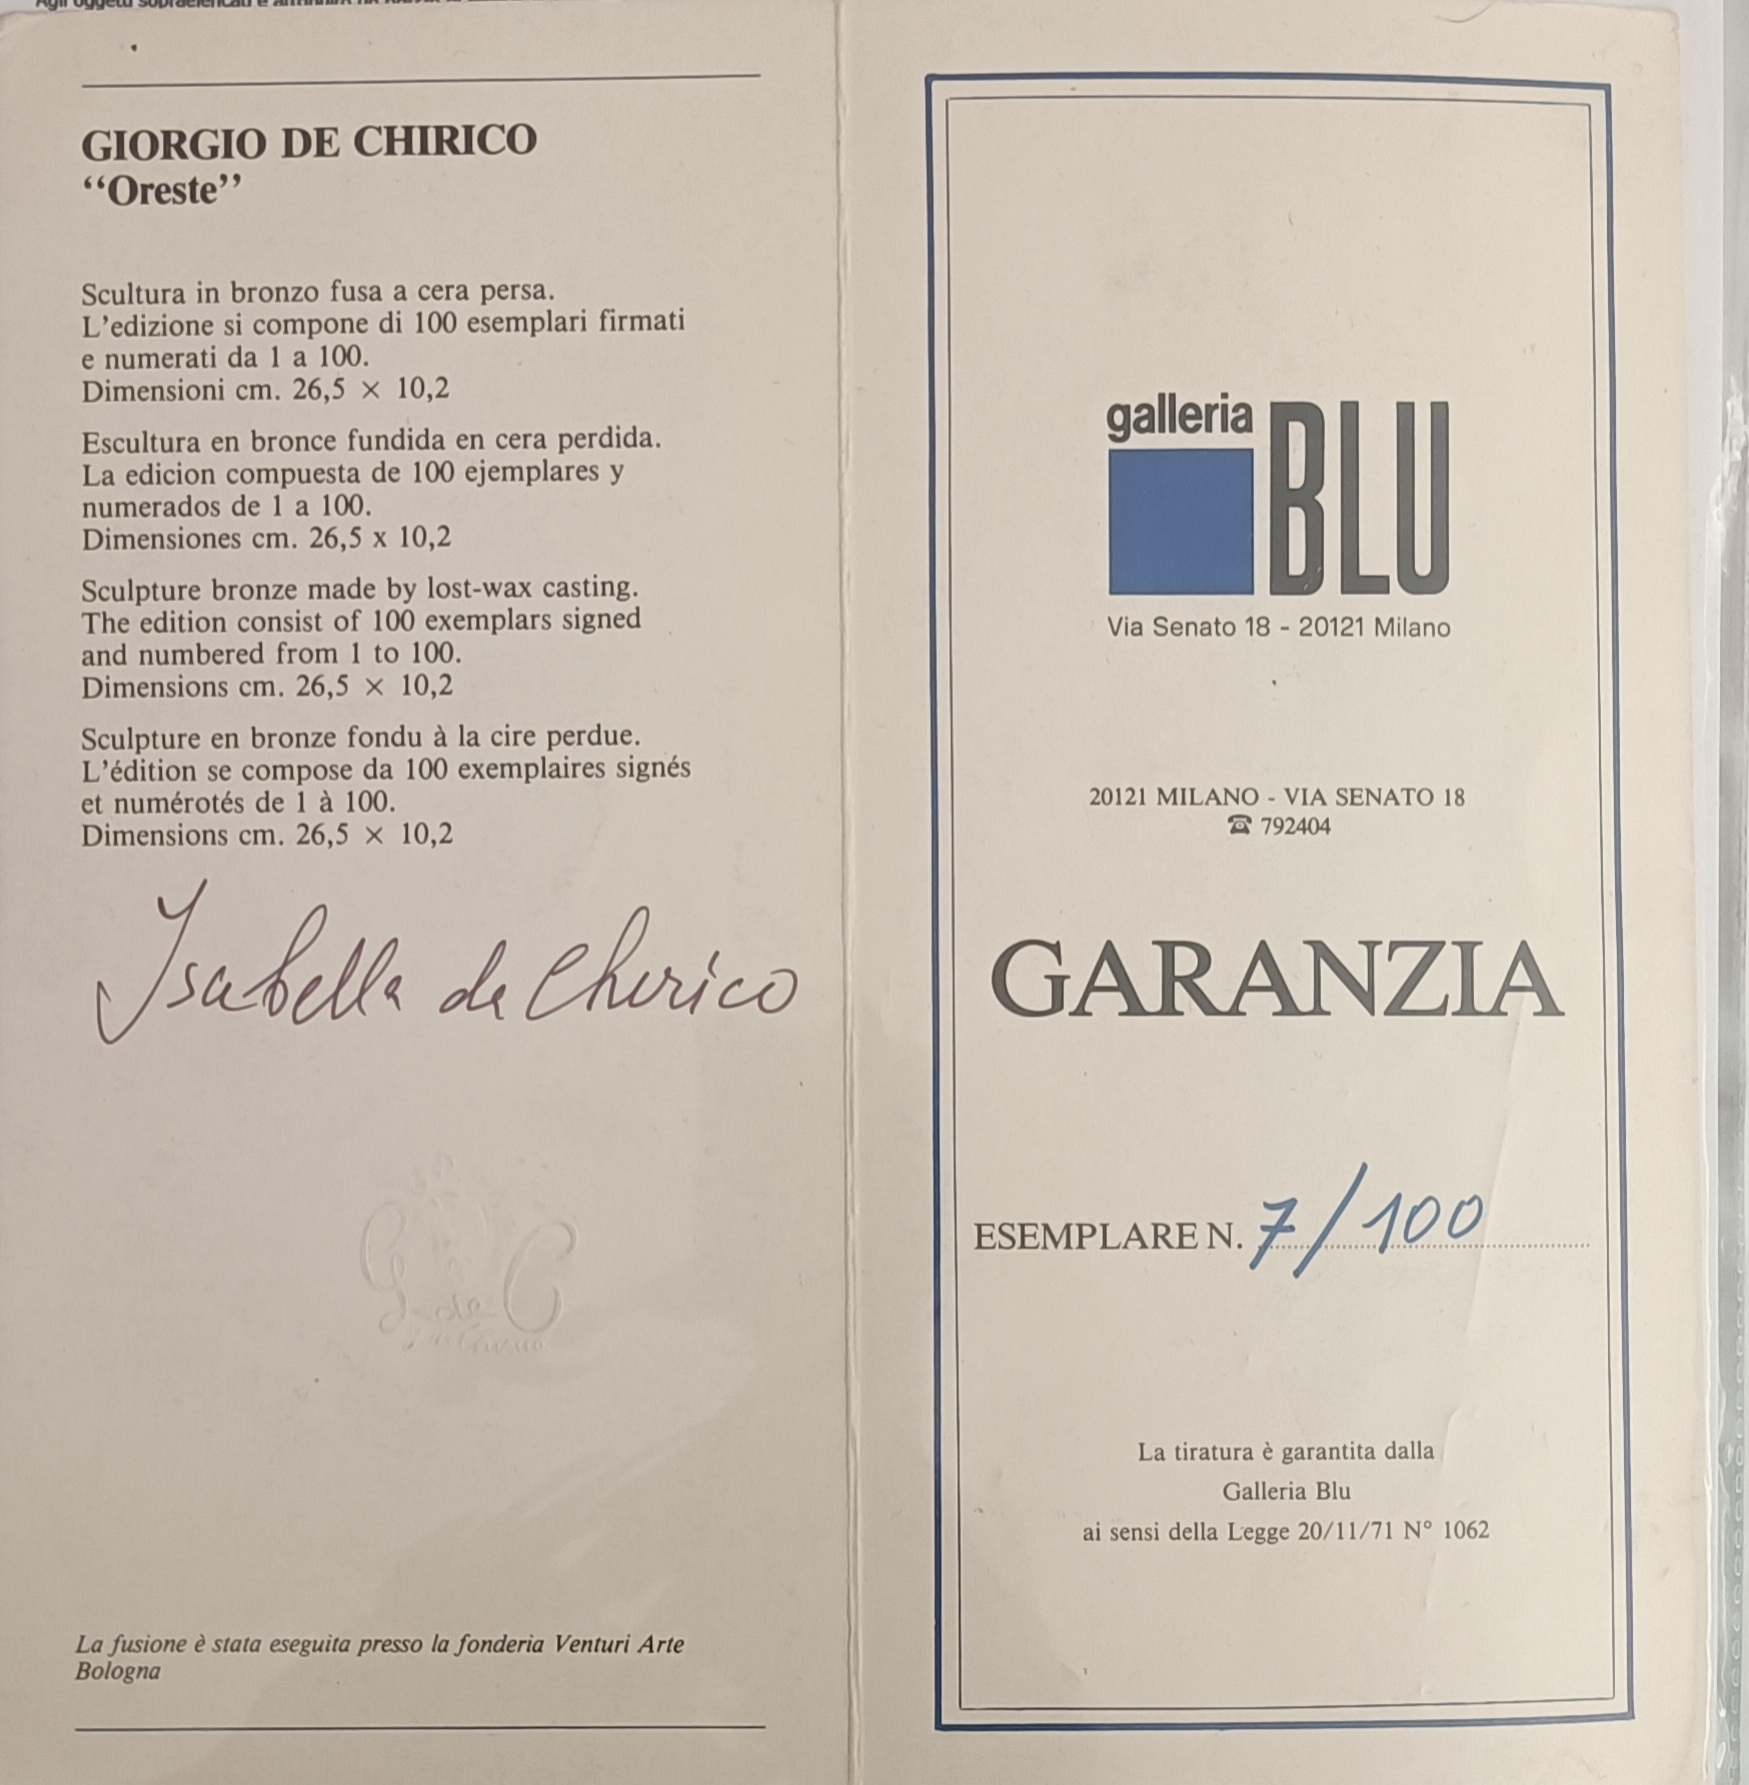 GIORGIO DE CHIRICO
“Oreste”
Scultura in bronzo fusa a cera persa.
L’edizione si compone di 100 esemplari firmati
e numerati da 1 a 100.
Dimensioni cm. 26,5 × 10,2
Escultura en bronce fundida en cera perdida.
La edicion compuesta de 100 ejemplares y
numerados de 1 a 100.
Dimensiones cm. 26,5 x 10,2
Sculpture bronze made by lost-wax casting.
The edition consist of 100 exemplars signed
and numbered from 1 to 100.
Dimensions cm. 26,5 × 10,2
Sculpture en bronze fondu à la cire perdue.
L’édition se compose da 100 exemplaires signés
et numérotés de 1 à 100.
Dimensions cm. 26,5 × 10,2
Isabella de Chirico
G de C
La fusione è stata eseguita presso la fonderia Venturi Arte
Bologna
galleria
BLU
Via Senato 18 - 20121 Milano
20121 MILANO - VIA SENATO 18
☎ 792404
GARANZIA
ESEMPLARE N. 7/100
La tiratura è garantita dalla
Galleria Blu
ai sensi della Legge 20/11/71 N° 1062